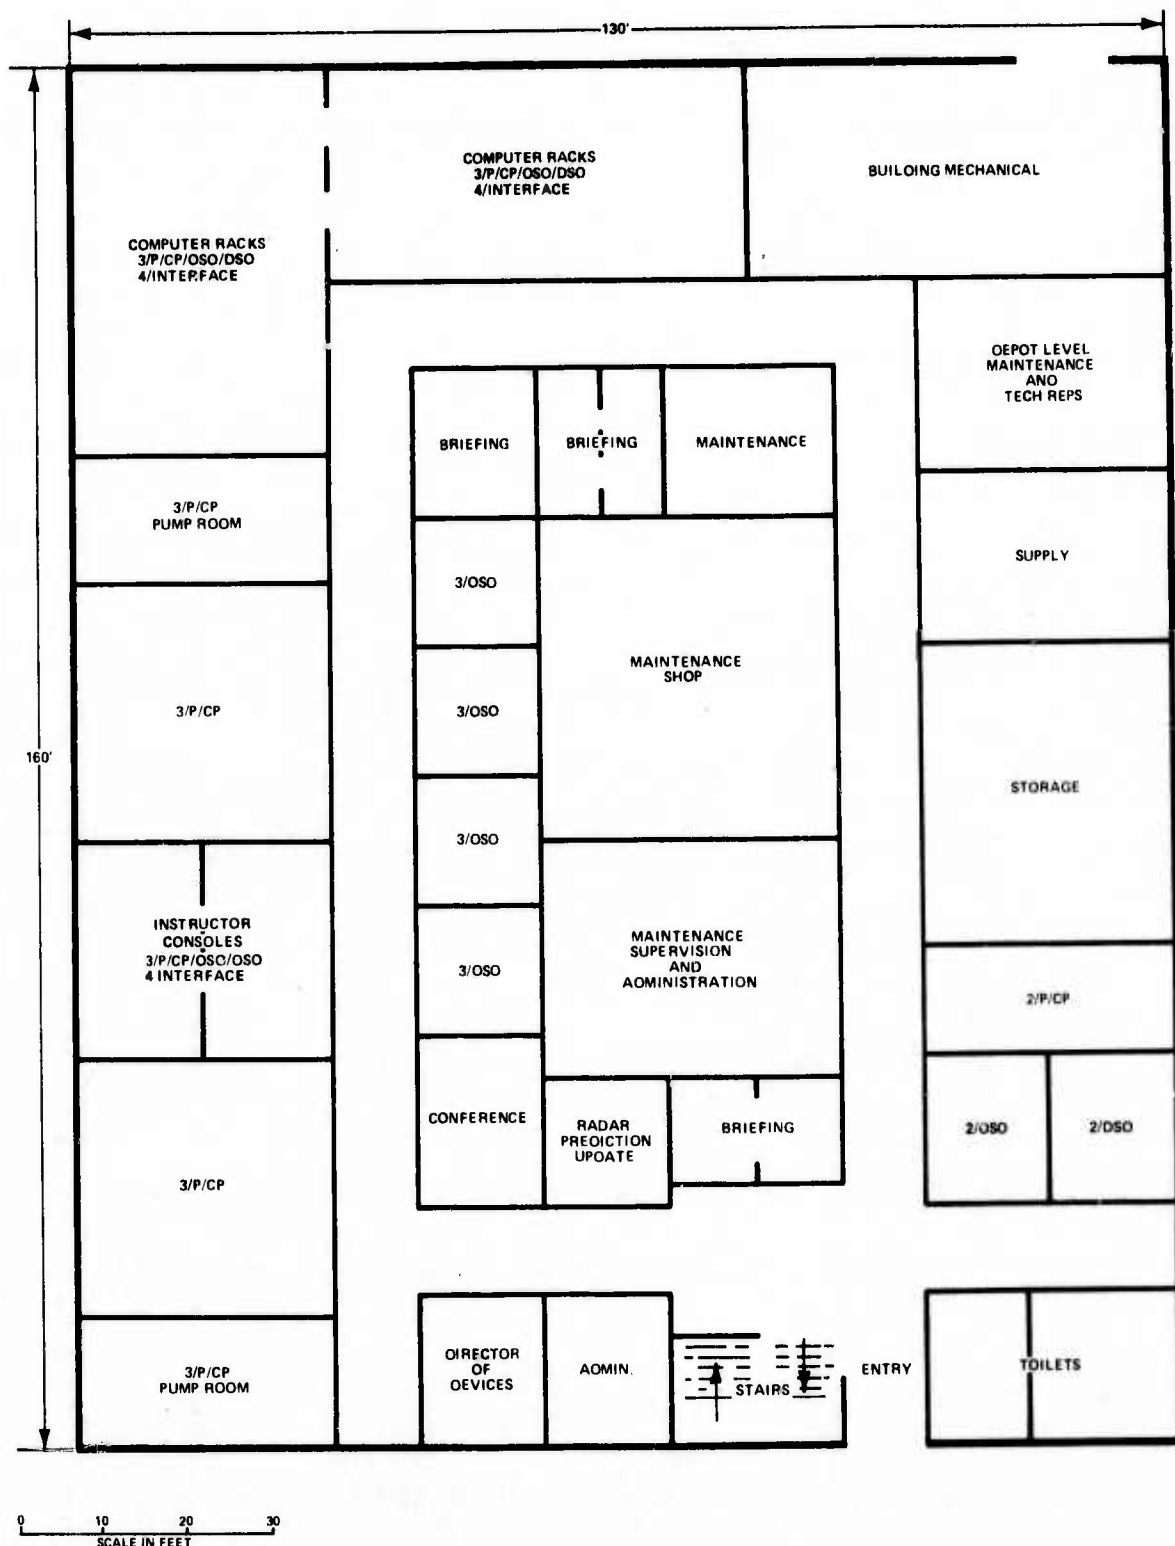 130'
COMPUTER RACKS
3/P/CP/OSO/DSO
4/INTERFACE
BUILDING MECHANICAL
COMPUTER RACKS
3/P/CP/OSO/DSO
4/INTERFACE
OEPOT LEVEL
MAINTENANCE
AND
TECH REPS
BRIEFING
BRIEFING
MAINTENANCE
3/P/CP
PUMP ROOM
SUPPLY
3/OSO
MAINTENANCE
SHOP
3/P/CP
3/OSO
160'
STORAGE
3/OSO
INSTRUCTOR
CONSOLES
3/P/CP/OSO/OSO
4 INTERFACE
MAINTENANCE
SUPERVISION
AND
AOMINISTRATION
3/OSO
2/P/CP
CONFERENCE
RADAR
PREOICTION
UPOATE
BRIEFING
2/OSO
2/DSO
3/P/CP
OIRECTOR
OF
OEVICES
AOMIN.
STAIRS
ENTRY
TOILETS
3/P/CP
PUMP ROOM
0 10 20 30
SCALE IN FEET